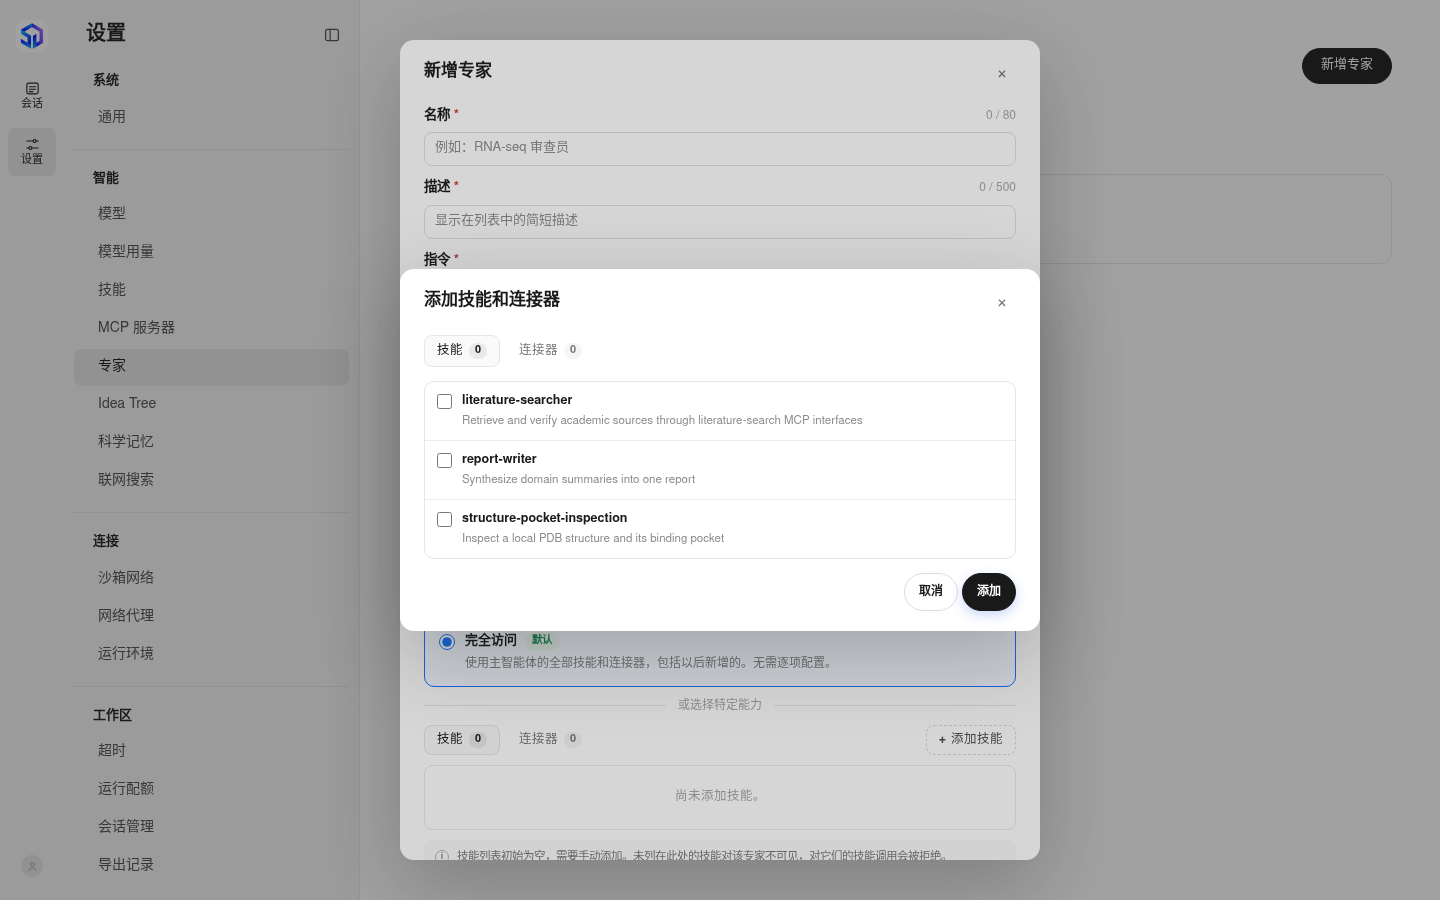 设置
会话
设置
系统
通用
智能
模型
模型用量
技能
MCP 服务器
专家
Idea Tree
科学记忆
联网搜索
连接
沙箱网络
网络代理
运行环境
工作区
超时
运行配额
会话管理
导出记录
新增专家
新增专家
×
名称 *
0 / 80
例如：RNA-seq 审查员
描述 *
0 / 500
显示在列表中的简短描述
指令 *
添加技能和连接器
×
技能 0
连接器 0
literature-searcher
Retrieve and verify academic sources through literature-search MCP interfaces
report-writer
Synthesize domain summaries into one report
structure-pocket-inspection
Inspect a local PDB structure and its binding pocket
取消
添加
完全访问 默认
使用主智能体的全部技能和连接器，包括以后新增的。无需逐项配置。
或选择特定能力
技能 0
连接器 0
+ 添加技能
尚未添加技能。
技能列表初始为空，需要手动添加。未列在此处的技能对该专家不可见，对它们的技能调用会被拒绝。